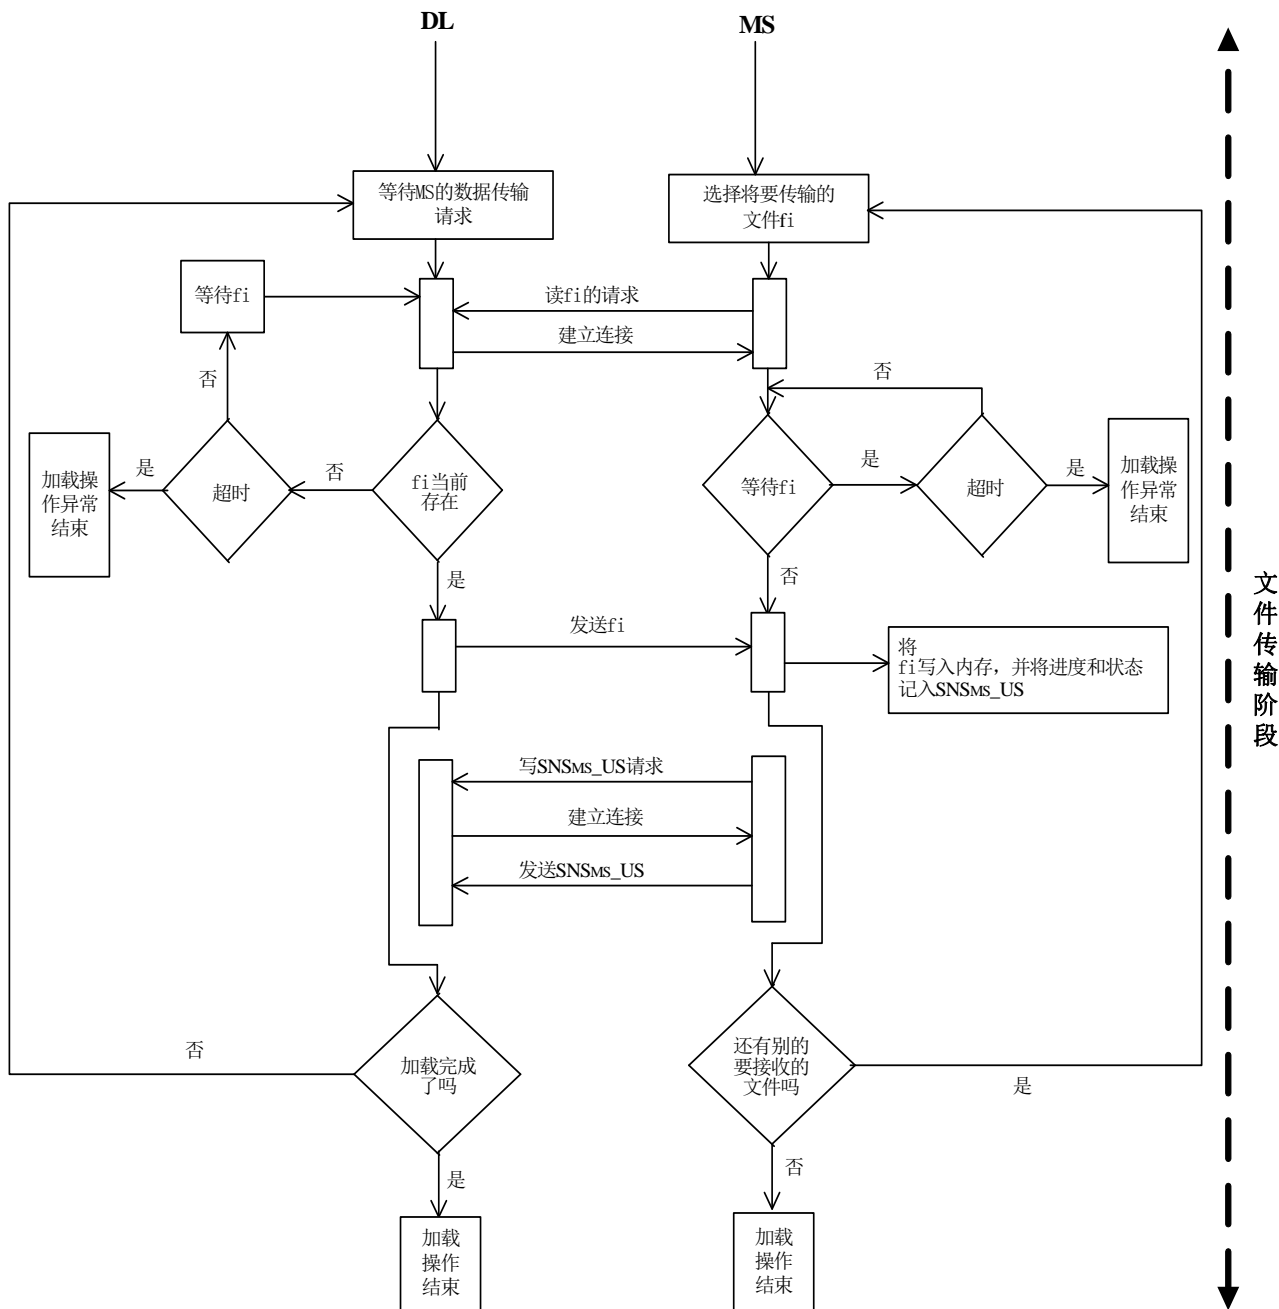 DL
MS
等待MS的数据传输
请求
选择将要传输的
文件fi
等待fi
读fi的请求
建立连接
否
否
加载操
作异常
结束
是
超时
否
fi当前
存在
等待fi
是
超时
是
加载操
作异常
结束
是
否
发送fi
将
fi写入内存，并将进度和状态
记入SNSMS_US
文件传输阶段
写SNSMS_US请求
建立连接
发送SNSMS_US
否
加载完成
了吗
还有别的
要接收的
文件吗
是
是
否
加载
操作
结束
加载
操作
结束